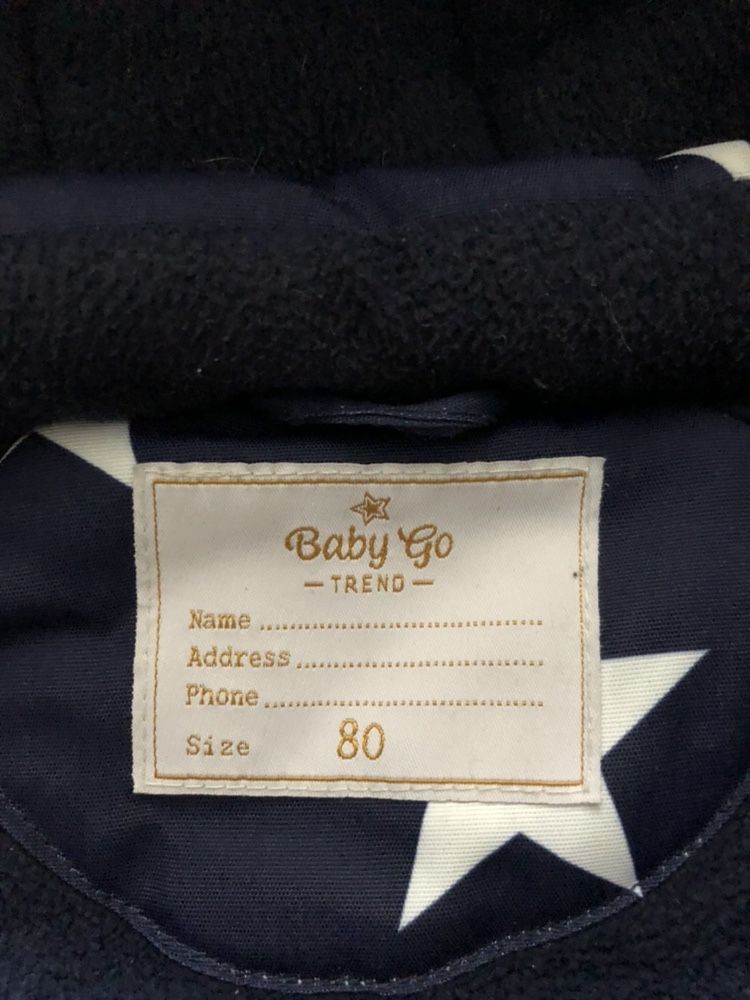 Baby Go
— TREND —
Name ................................
Address ............................
Phone ................................
Size 80